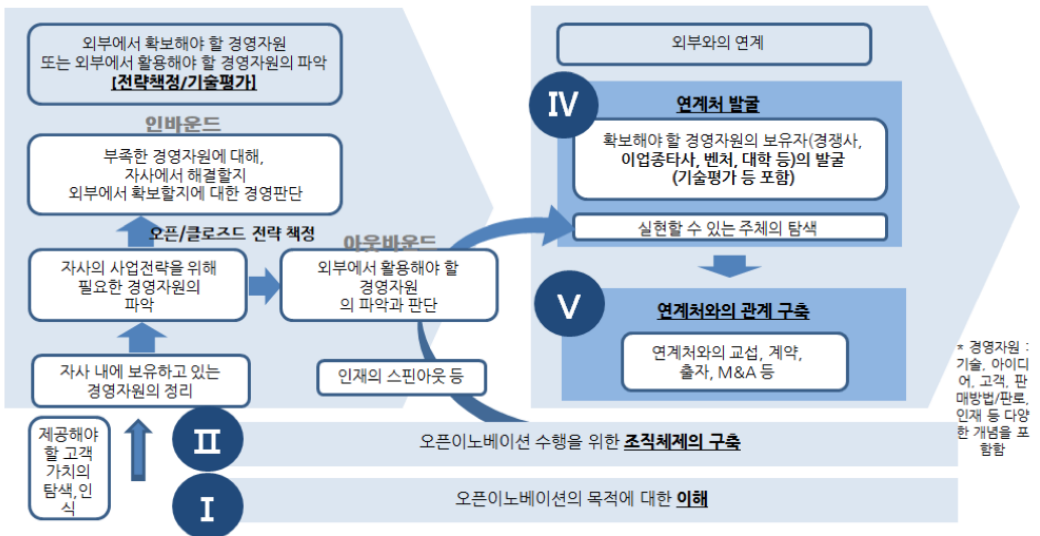 외부에서 확보해야 할 경영자원
또는 외부에서 활용해야 할 경영자원의 파악
[전략책정/기술평가]
인바운드
부족한 경영자원에 대해,
자사에서 해결할지
외부에서 확보할지에 대한 경영판단
오픈/클로즈드 전략 책정
자사의 사업전략을 위해
필요한 경영자원의
파악
아웃바운드
외부에서 활용해야 할
경영자원
의 파악과 판단
자사 내에 보유하고 있는
경영자원의 정리
인재의 스핀아웃 등
제공해야
할 고객
가치의
탐색,인
식
외부와의 연계
IV
연계처 발굴
확보해야 할 경영자원의 보유자(경쟁사,
이업종타사, 벤처, 대학 등)의 발굴
(기술평가 등 포함)
실현할 수 있는 주체의 탐색
V
연계처와의 관계 구축
연계처와의 교섭, 계약,
출자, M&A 등
* 경영자원 :
기술, 아이디
어, 고객, 판
매방법/판로,
인재 등 다양
한 개념을 포
함함
II
오픈이노베이션 수행을 위한 조직체제의 구축
I
오픈이노베이션의 목적에 대한 이해